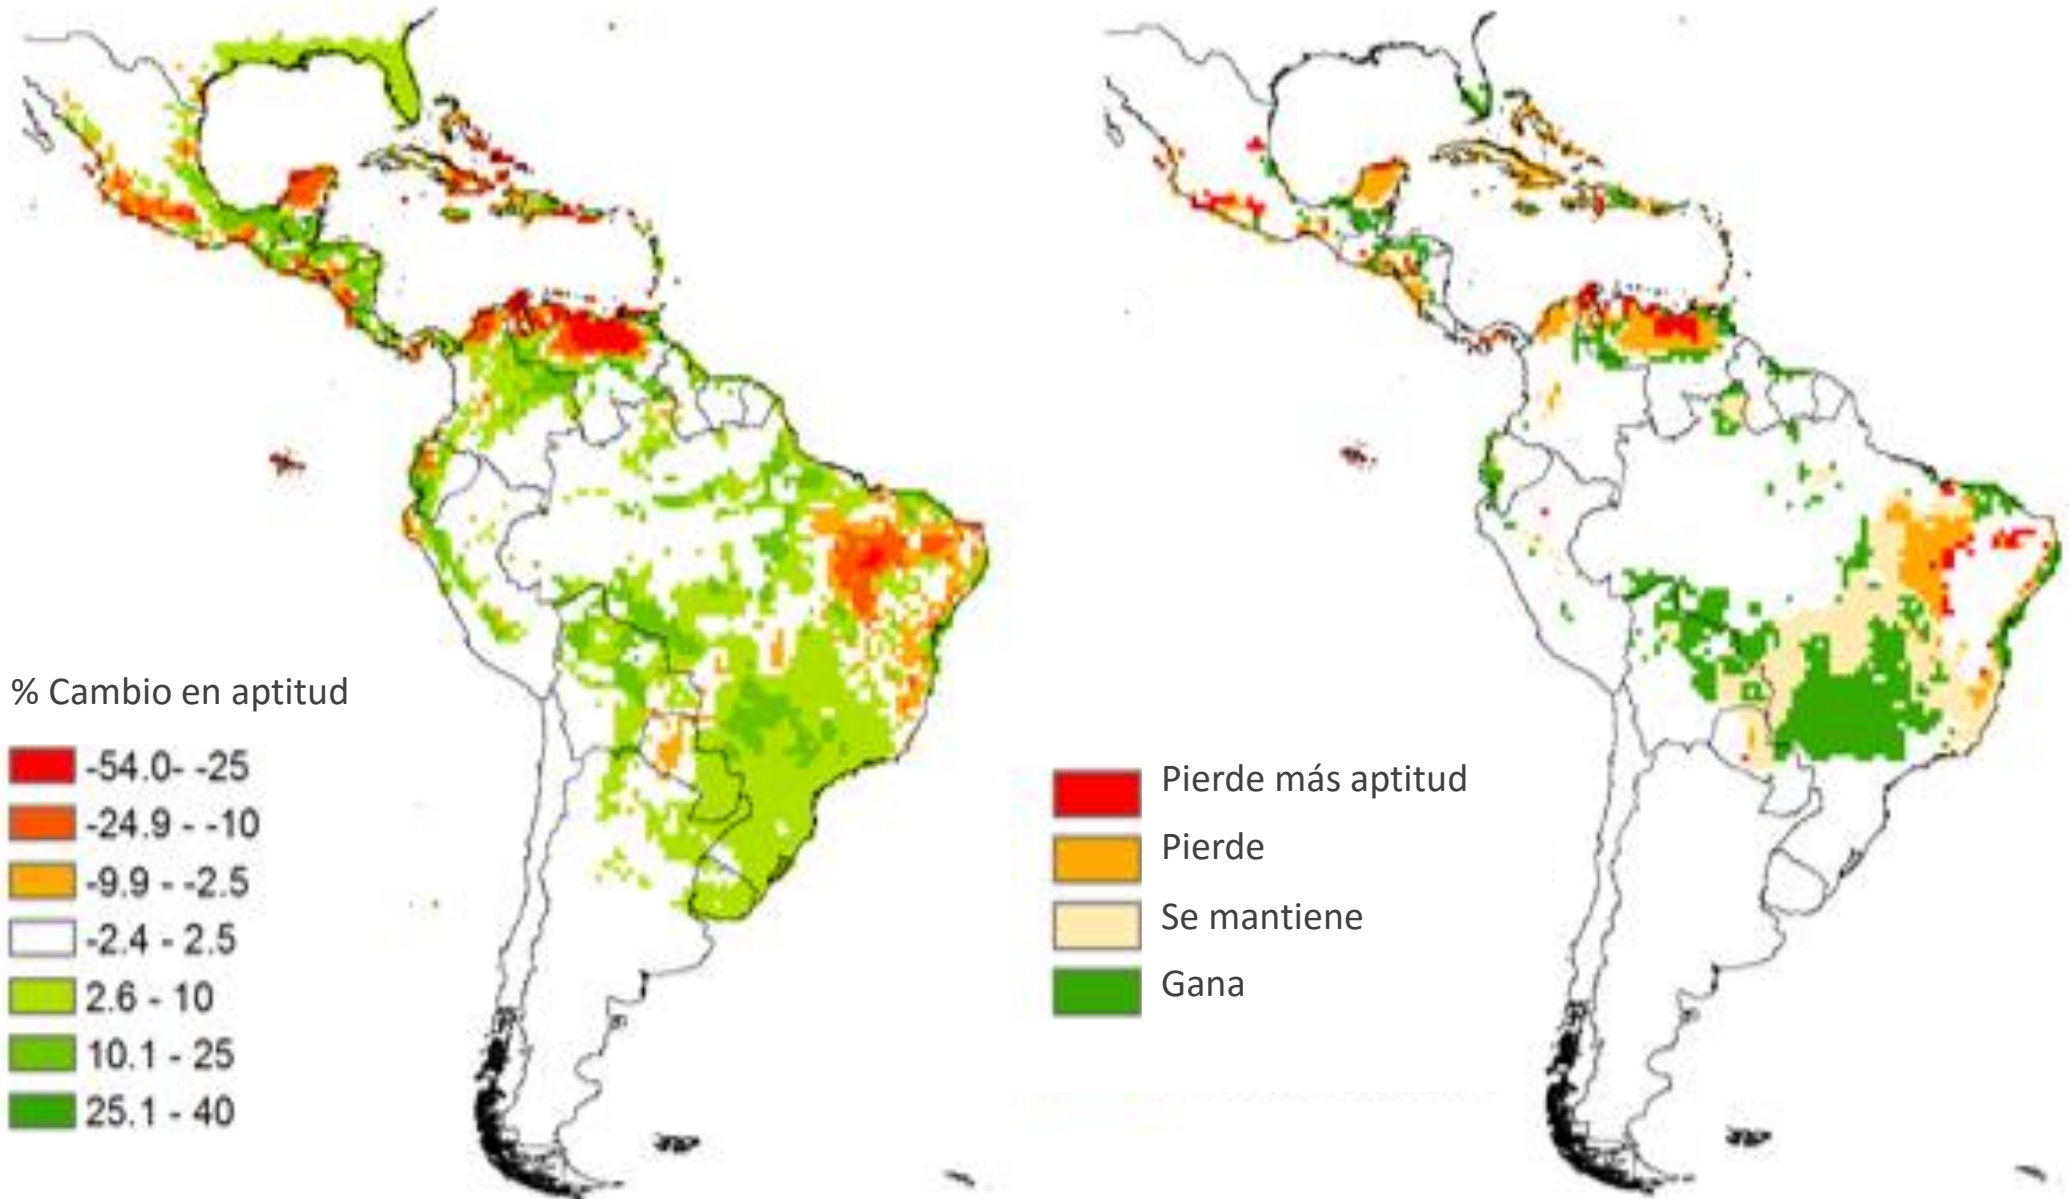 % Cambio en aptitud
-54.0- -25
-24.9 - -10
-9.9 - -2.5
-2.4 - 2.5
2.6 - 10
10.1 - 25
25.1 - 40
Pierde más aptitud
Pierde
Se mantiene
Gana